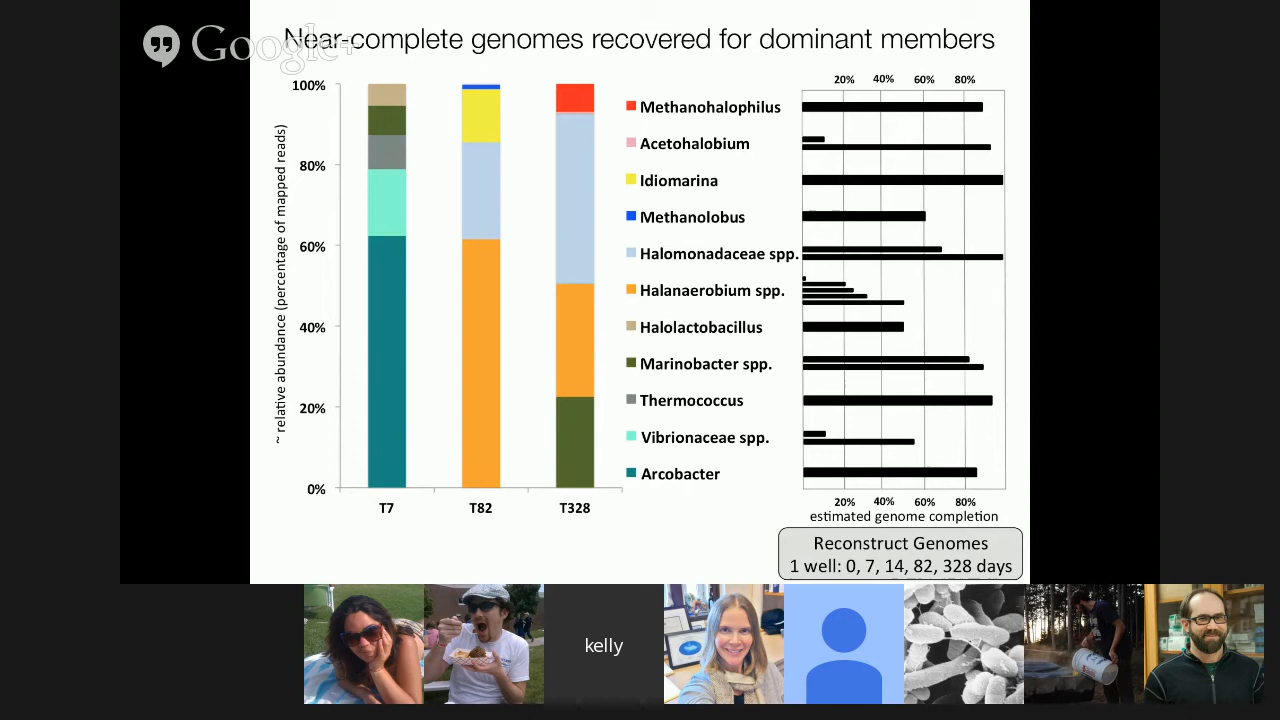 Google+
Near-complete genomes recovered for dominant members
~ relative abundance (percentage of mapped reads)
100%
80%
60%
40%
20%
0%
T7
T82
T328
Methanohalophilus
Acetohalobium
Idiomarina
Methanolobus
Halomonadaceae spp.
Halanaerobium spp.
Halolactobacillus
Marinobacter spp.
Thermococcus
Vibrionaceae spp.
Arcobacter
20% 40% 60% 80%
20% 40% 60% 80%
estimated genome completion
Reconstruct Genomes
1 well: 0, 7, 14, 82, 328 days
kelly